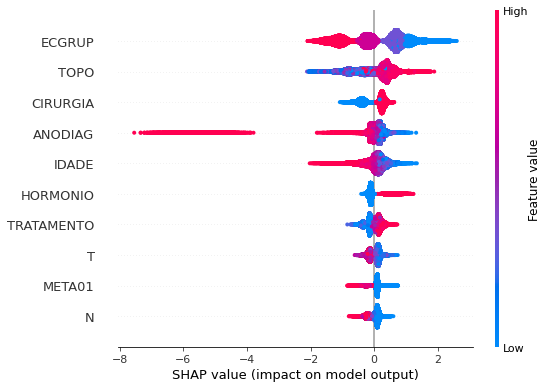 High
ECGRUP
TOPO
CIRURGIA
ANODIAG
IDADE
HORMONIO
TRATAMENTO
T
META01
N
Feature value
Low
−8 −6 −4 −2 0 2
SHAP value (impact on model output)